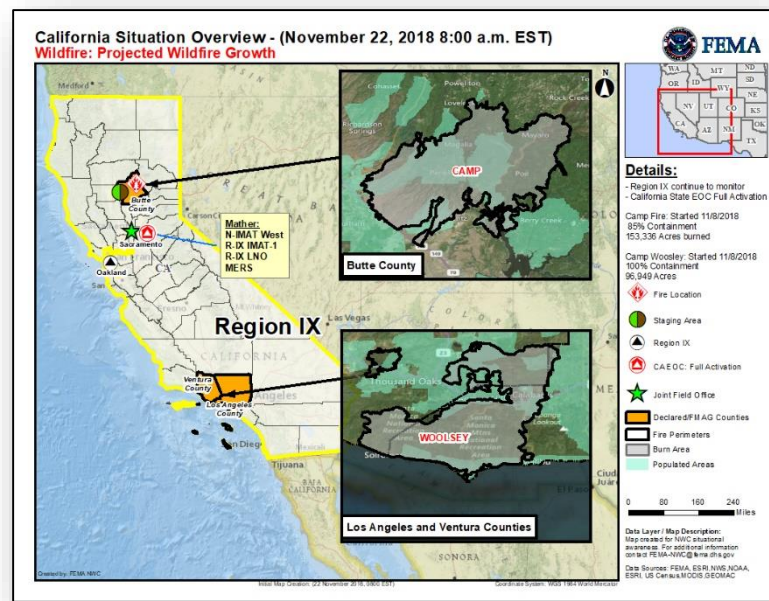 California Situation Overview - (November 22, 2018 8:00 a.m. EST)
Wildfire: Projected Wildfire Growth
FEMA
Medford
Butte
County
Sacramento
Oakland
Carson City
Mather:
N-IMAT West
R-IX IMAT-1
R-IX LNO
MERS
GREAT BA
CA
Fresno
Las Vegas
Region IX
CALIFORNIA
Ventura
County
Los Angeles
County
Angeles
San Diego
Mexicali
Tijuana
BAJA
CALIFORNIA
SONORA
Cohasset
CAMP
Berry Creek
Butte County
Thousand Oaks
WOOLSEY
Los Angeles and Ventura Counties
N
WA
MT
ND
OR
ID
SD
WY
NE
NV
UT
CO
KS
CA
AZ
NM
OK
TX
Details:
- Region IX continue to monitor
- California State EOC Full Activation
Camp Fire: Started 11/8/2018
85% Containment
153,336 Acres burned
Camp Woosley: Started 11/8/2018
100% Containment
96,949 Acres
Fire Location
Staging Area
Region IX
CA EOC: Full Activation
Joint Field Office
Declared/FMAG Counties
Fire Perimeters
Burn Area
Populated Areas
0 80 160 240
Miles
Data Layer / Map Description:
Map created for NWC situational
awareness. For additional information
contact FEMA-NWC@fema.dhs.gov
Data Sources: FEMA, ESRI,NWS,NOAA,
ESRI, US Census,MODIS,GEOMAC
Created by: FEMA NWC
Initial Map Creation: (22 November 2018, 0800 EST)
Coordinate System: WGS 1984 World Mercator